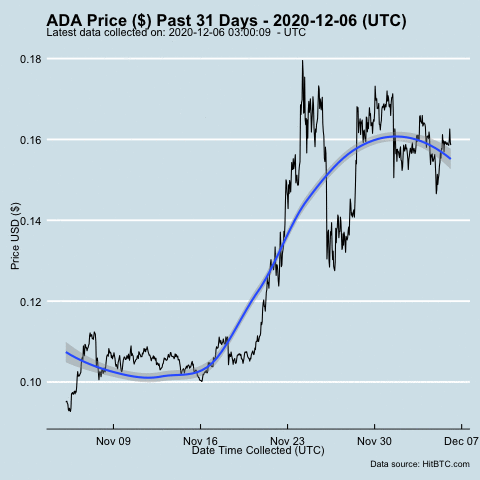 ADA Price ($) Past 31 Days - 2020-12-06 (UTC)
Latest data collected on: 2020-12-06 03:00:09  - UTC
0.18
0.16
0.14
0.12
0.10
Price USD ($)
Nov 09 Nov 16 Nov 23 Nov 30 Dec 07
Date Time Collected (UTC)
Data source: HitBTC.com